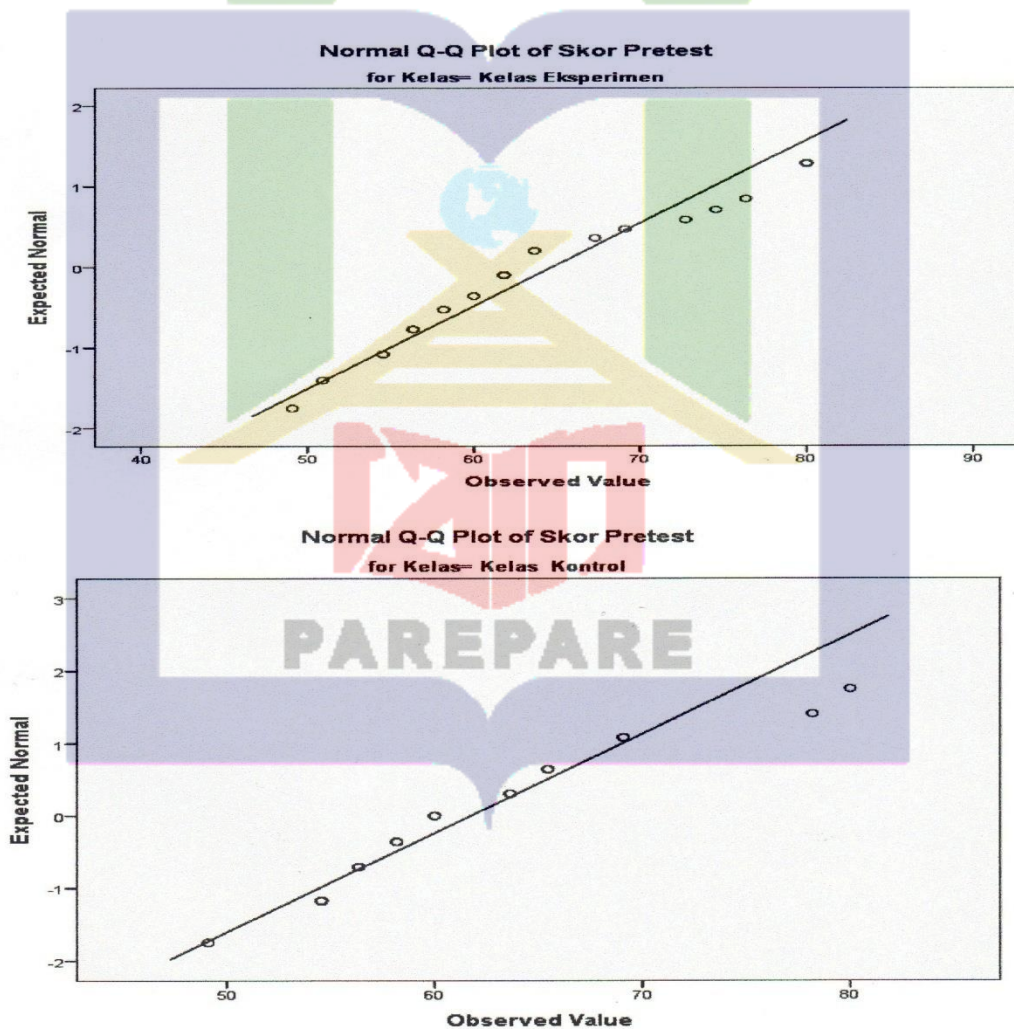 Normal Q-Q Plot of Skor Pretest
for Kelas= Kelas Eksperimen
2
1
0
-1
-2
Expected Normal
40 50 60 70 80 90
Observed Value
Normal Q-Q Plot of Skor Pretest
for Kelas= Kelas Kontrol
PAREPARE
3
2
1
0
-1
-2
Expected Normal
50 60 70 80
Observed Value